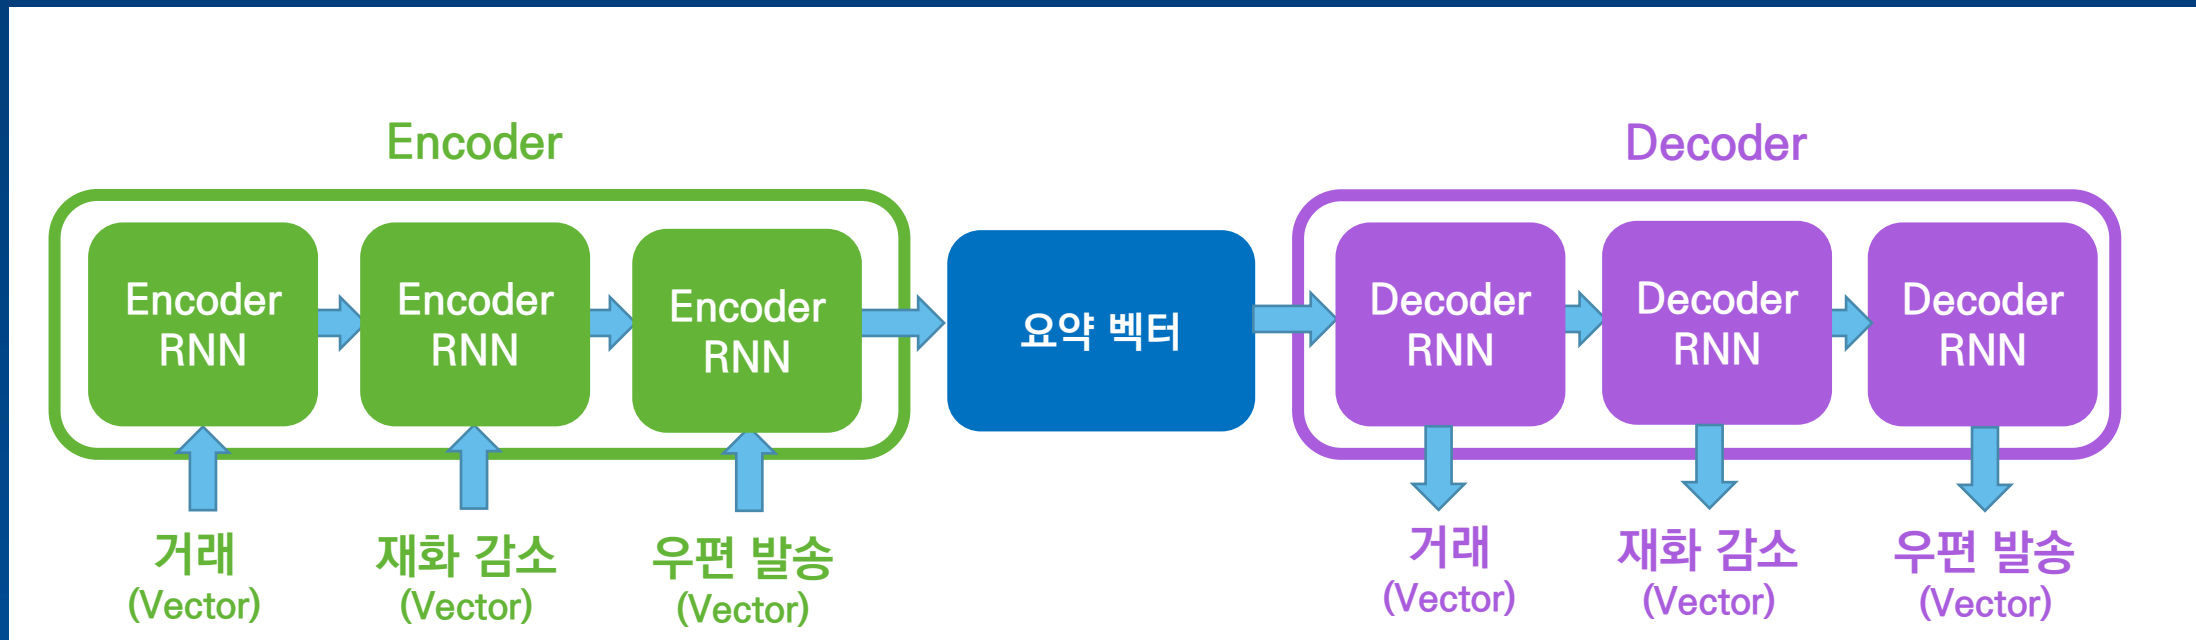 Encoder
Decoder
Encoder
RNN
Encoder
RNN
Encoder
RNN
요약 벡터
Decoder
RNN
Decoder
RNN
Decoder
RNN
거래
(Vector)
재화 감소
(Vector)
우편 발송
(Vector)
거래
(Vector)
재화 감소
(Vector)
우편 발송
(Vector)